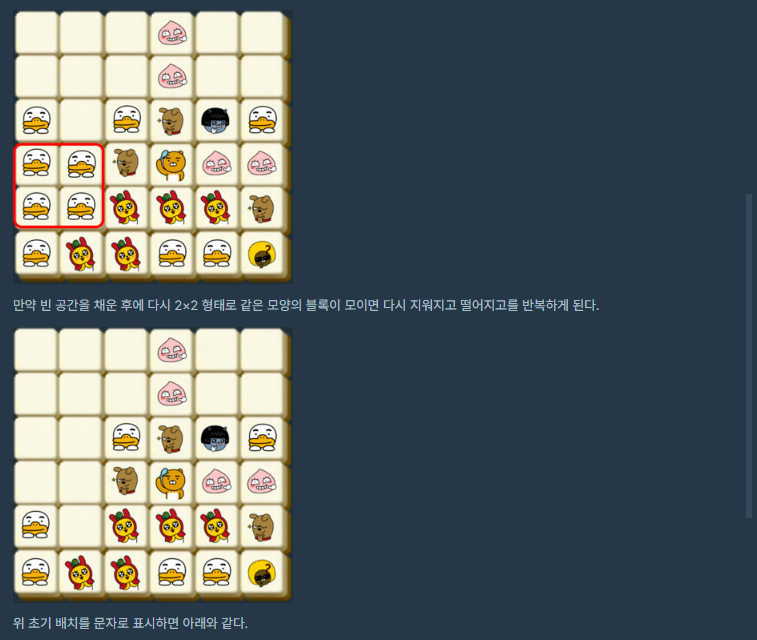 만약 빈 공간을 채운 후에 다시 2×2 형태로 같은 모양의 블록이 모이면 다시 지워지고 떨어지고를 반복하게 된다.
위 초기 배치를 문자로 표시하면 아래와 같다.